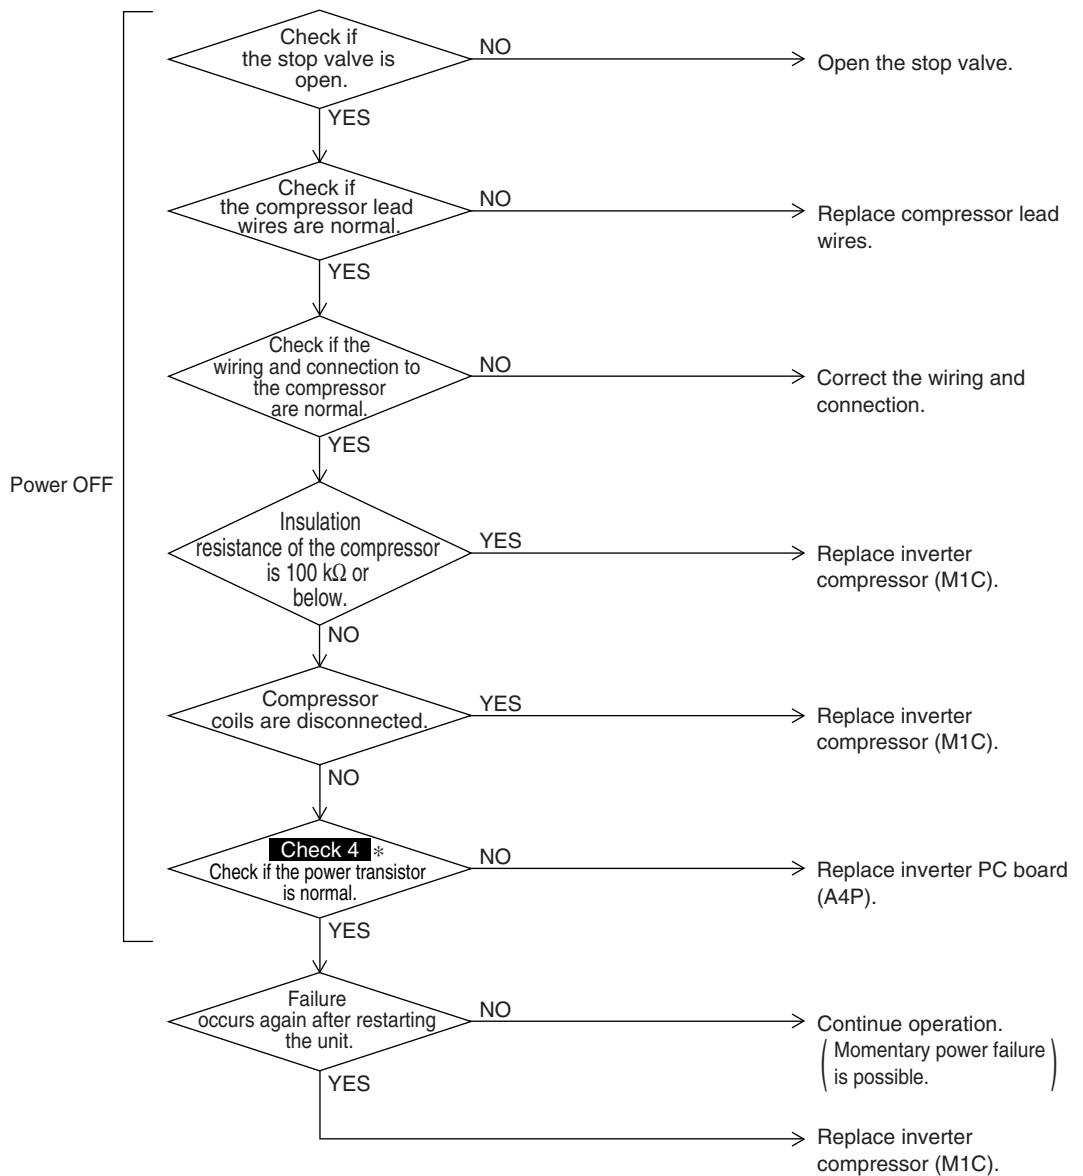 Check if
the stop valve is
open.
NO
Open the stop valve.
YES
Check if
the compressor lead
wires are normal.
NO
Replace compressor lead
wires.
YES
Check if the
wiring and connection to
the compressor
are normal.
NO
Correct the wiring and
connection.
YES
Power OFF
Insulation
resistance of the compressor
is 100 kΩ or
below.
YES
Replace inverter
compressor (M1C).
NO
Compressor
coils are disconnected.
YES
Replace inverter
compressor (M1C).
NO
Check 4 *
Check if the power transistor
is normal.
NO
Replace inverter PC board
(A4P).
YES
Failure
occurs again after restarting
the unit.
NO
Continue operation.
(Momentary power failure
is possible.)
YES
Replace inverter
compressor (M1C).